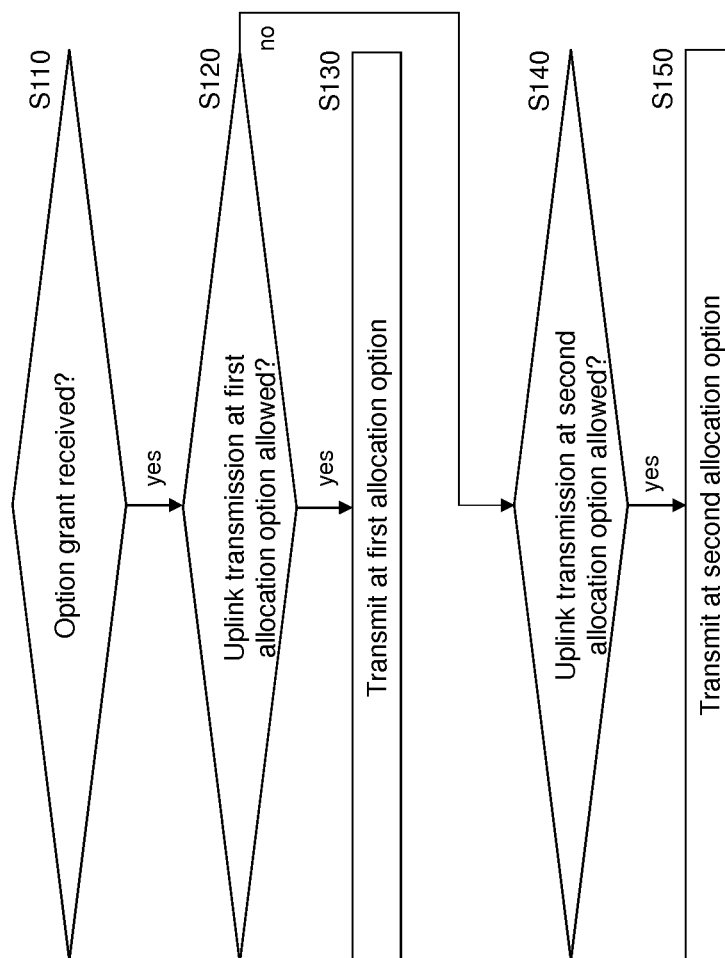 S110
Option grant received?
yes
S120
Uplink transmission at first
allocation option allowed?
no
yes
S130
Transmit at first allocation option
S140
Uplink transmission at second
allocation option allowed?
yes
S150
Transmit at second allocation option